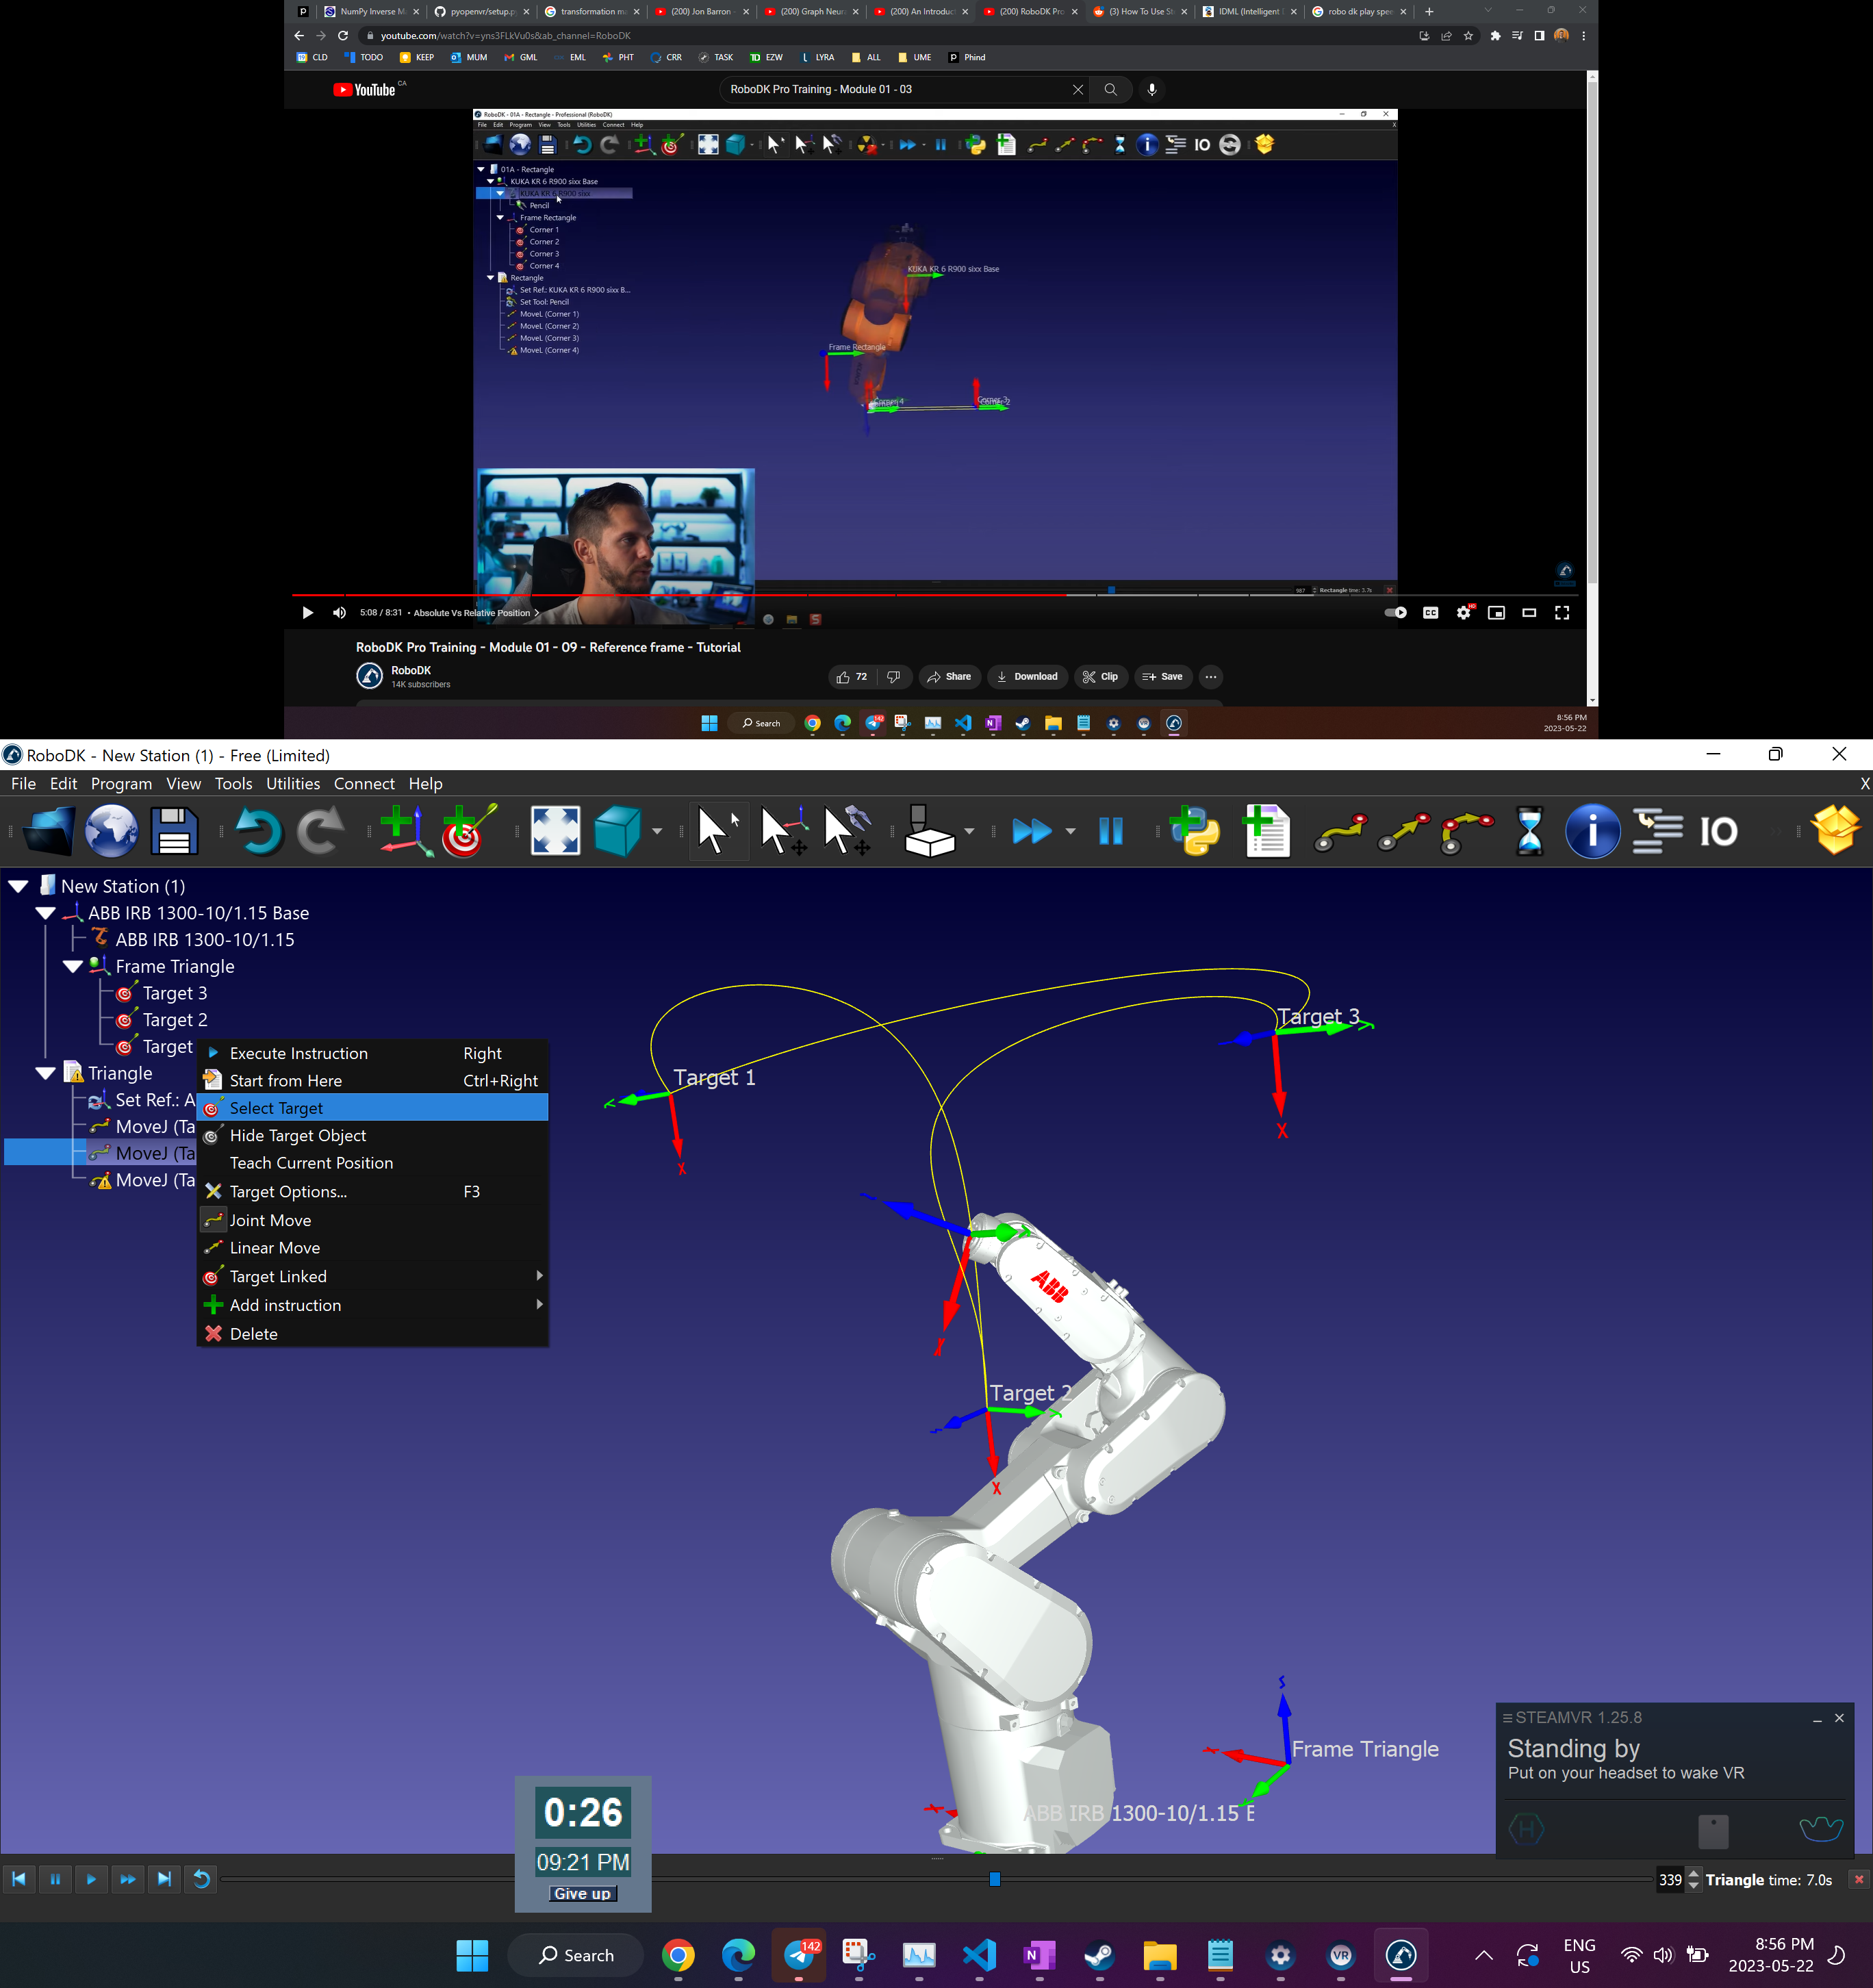 NumPy Inverse M
pyopenvr/setup.p
transformation m
(200) Jon Barron -
(200) Graph Neur
(200) An Introduct
(200) RoboDK Pro
(3) How To Use St
IDML (Intelligent
robo dk play spee
youtube.com/watch?v=yns3FLkVu0s&ab_channel=RoboDK
CLD TODO KEEP MUM GML EML PHT CRR TASK EZW LYRA ALL UME Phind
YouTube CA
RoboDK Pro Training - Module 01 - 03
RoboDK - 01A - Rectangle - Professional (RoboDK)
File Edit Program View Tools Utilities Connect Help
IO
01A - Rectangle
KUKA KR 6 R900 sixx Base
KUKA KR 6 R900 sixx
Pencil
Frame Rectangle
Corner 1
Corner 2
Corner 3
Corner 4
Rectangle
Set Ref.: KUKA KR 6 R900 sixx B...
Set Tool: Pencil
MoveL (Corner 1)
MoveL (Corner 2)
MoveL (Corner 3)
MoveL (Corner 4)
KUKA KR 6 R900 sixx Base
Frame Rectangle
987 Rectangle time: 3.7s
5:08 / 8:31 • Absolute Vs Relative Position
CC HD
RoboDK Pro Training - Module 01 - 09 - Reference frame - Tutorial
RoboDK
14K subscribers
72 Share Download Clip Save
Search 142
8:56 PM
2023-05-22
RoboDK - New Station (1) - Free (Limited)
File Edit Program View Tools Utilities Connect Help X
IO
New Station (1)
ABB IRB 1300-10/1.15 Base
ABB IRB 1300-10/1.15
Frame Triangle
Target 3
Target 2
Target
Triangle
Set Ref.: A
MoveJ (Ta
MoveJ (Ta
MoveJ (Ta
Execute Instruction Right
Start from Here Ctrl+Right
Select Target
Hide Target Object
Teach Current Position
Target Options... F3
Joint Move
Linear Move
Target Linked
Add instruction
Delete
Target 3
X
Target 1
X
ABB
X
Target 2
X
Frame Triangle
ABB IRB 1300-10/1.15 E
STEAMVR 1.25.8
Standing by
Put on your headset to wake VR
0:26
09:21 PM
Give up
339 Triangle time: 7.0s
Search 142 VR
ENG
US
8:56 PM
2023-05-22